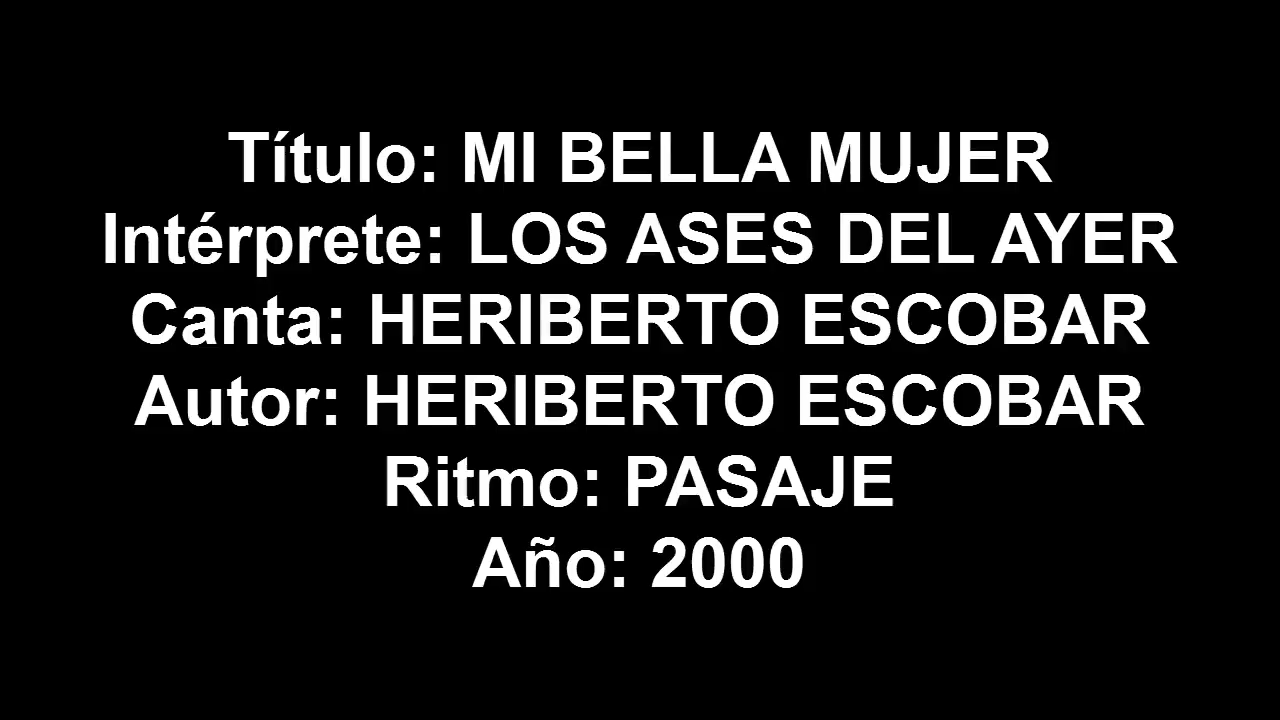 Título: MI BELLA MUJER
Intérprete: LOS ASES DEL AYER
Canta: HERIBERTO ESCOBAR
Autor: HERIBERTO ESCOBAR
Ritmo: PASAJE
Año: 2000